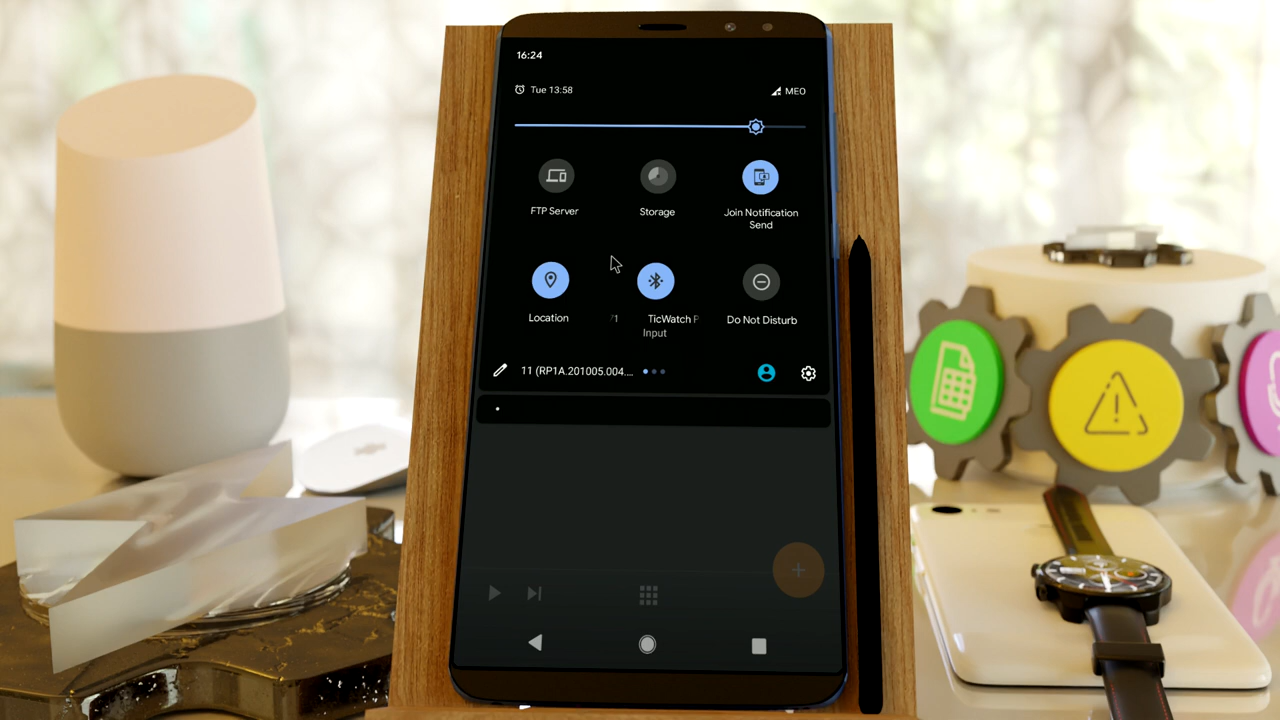 16:24
Tue 13:58
MEO
FTP Server
Storage
Join Notification
Send
Location
TicWatch P
Input
Do Not Disturb
11 (RP1A.201005.004....